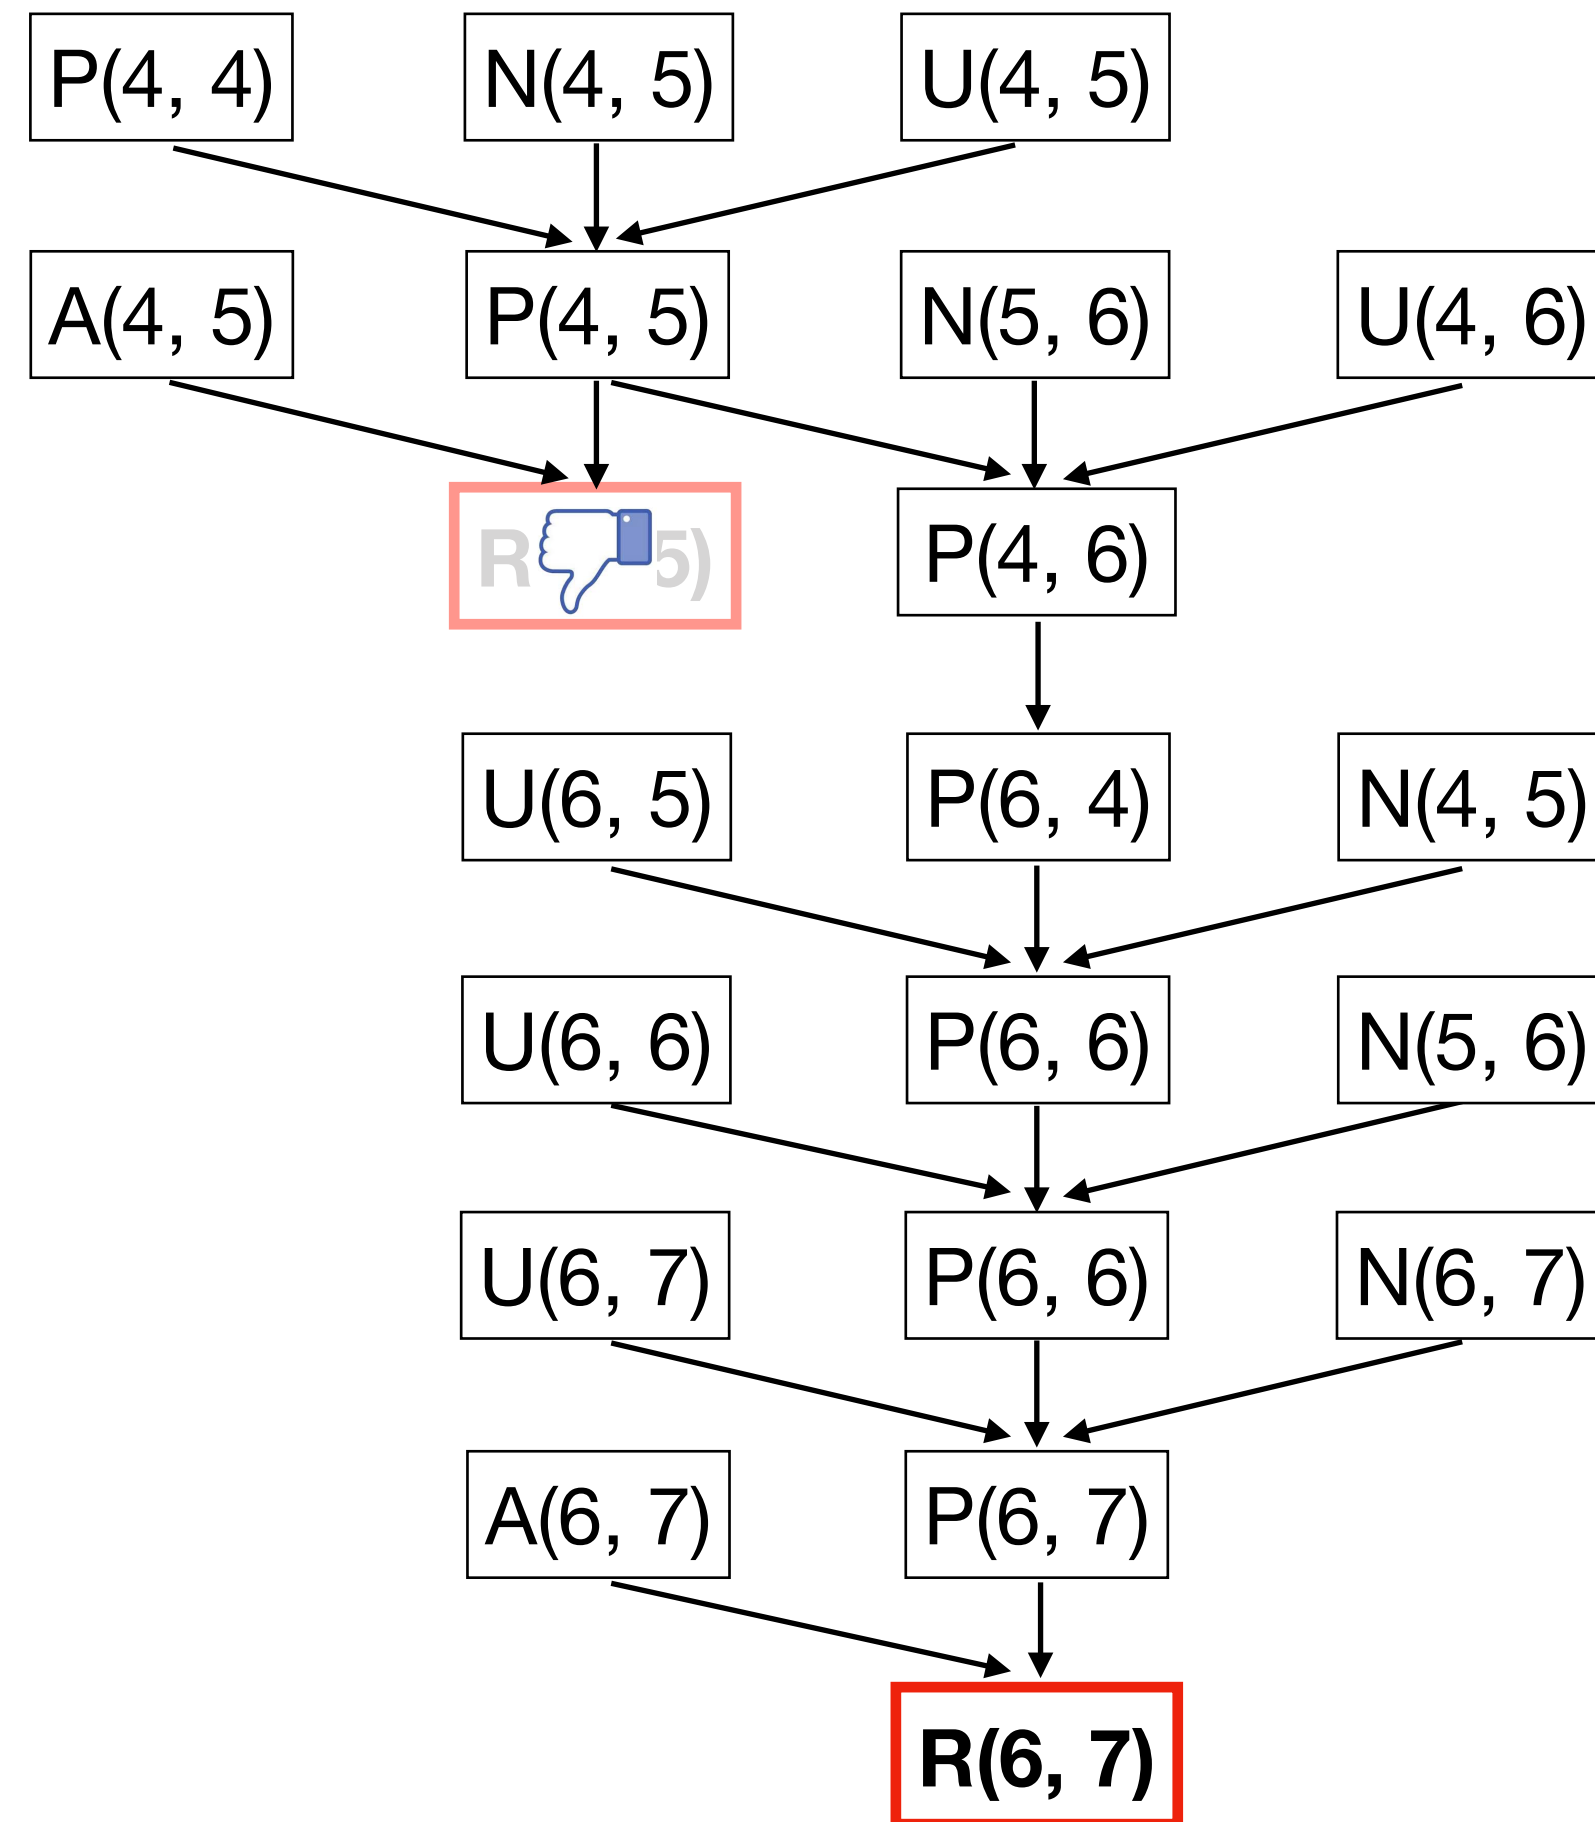 P(4, 4) N(4, 5) U(4, 5)
A(4, 5) P(4, 5) N(5, 6) U(4, 6)
R 5) P(4, 6)
U(6, 5) P(6, 4) N(4, 5)
U(6, 6) P(6, 6) N(5, 6)
U(6, 7) P(6, 6) N(6, 7)
A(6, 7) P(6, 7)
R(6, 7)